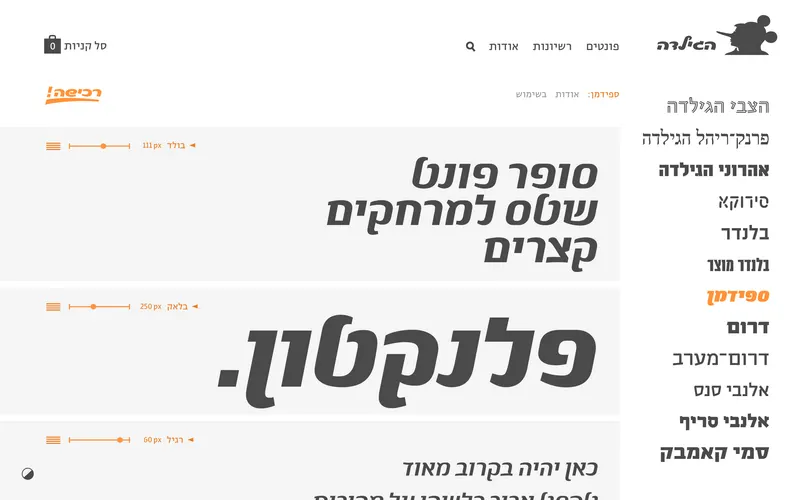 הגילדה
פונטים רשיונות אודות
סל קניות 0
ספידמן: אודות בשימוש
רכישה!
הצבי הגילדה
פרנק-ריהל הגילדה
אהרוני הגילדה
סידוקא
בלנדר
בלנדר מוצר
ספידמן
דרום
דרום-מערב
אלנבי סנס
אלנבי סריף
סמי קאמבק
◄ בולד 111 px
סופר פונט
שטס למרחקים
קצרים
◄ בלאק 250 px
פלנקטון.
◄ רגיל 60 px
כאן יהיה בקרוב מאוד